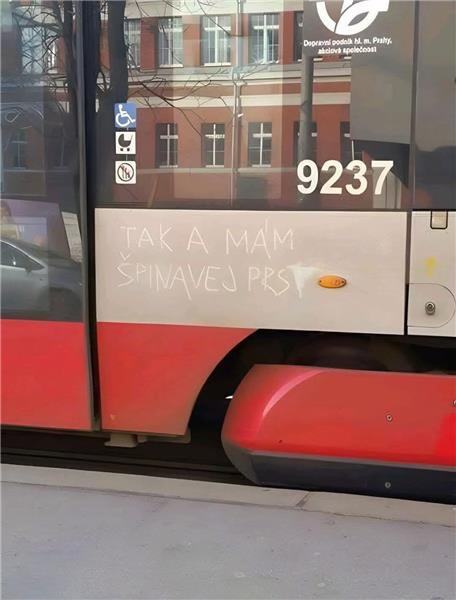 Dopravní podnik hl. m. Prahy,
akciová společnost
9237
TAK A MÁM
ŠPINAVEJ PRST